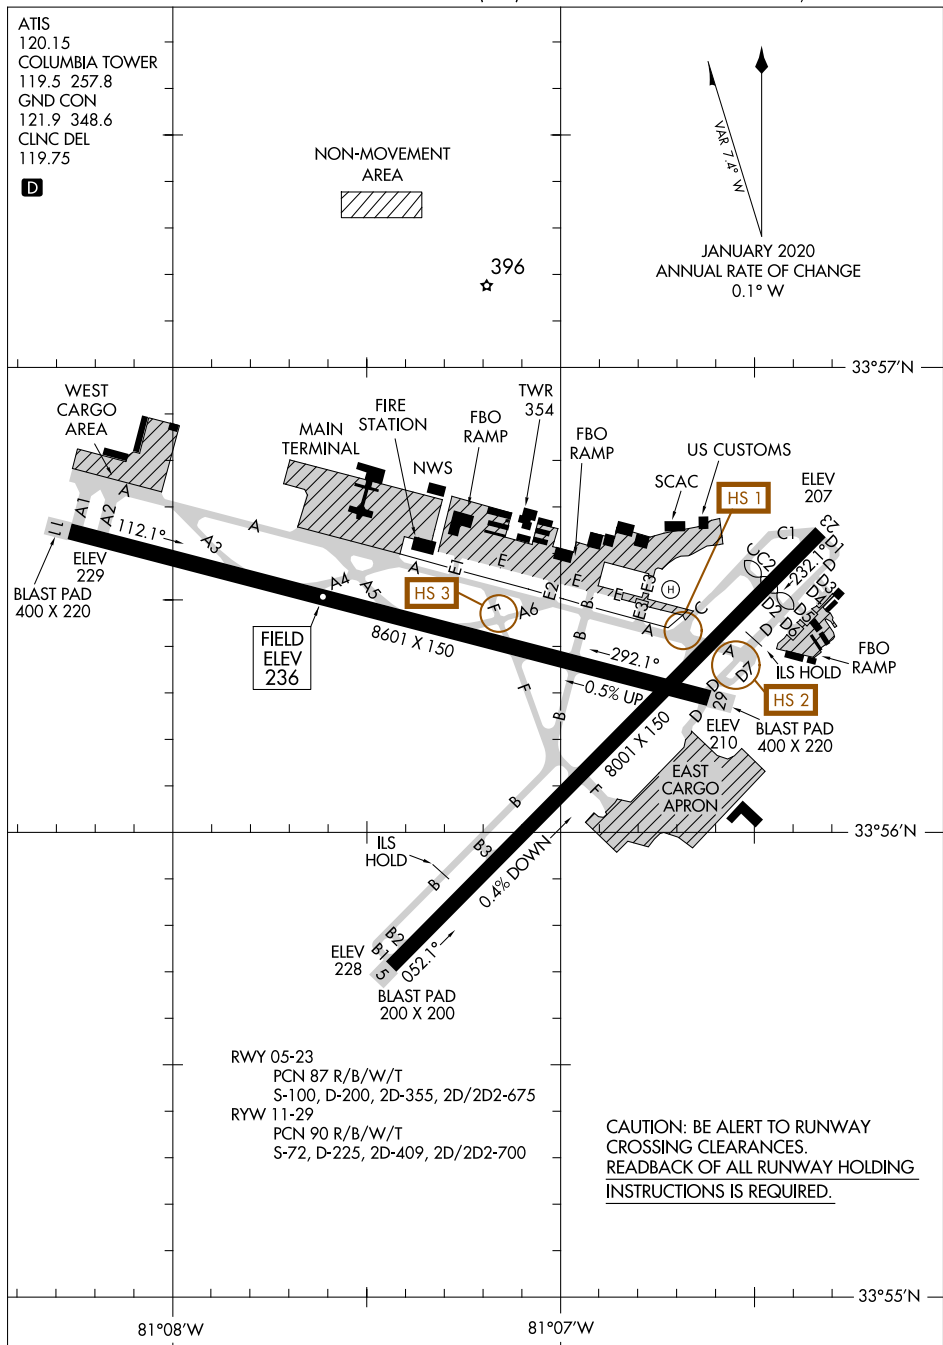 ATIS
120.15
COLUMBIA TOWER
119.5 257.8
GND CON
121.9 348.6
CLNC DEL
119.75
D
NON-MOVEMENT
AREA
396
VAR 7.4° W
JANUARY 2020
ANNUAL RATE OF CHANGE
0.1° W
33°57'N
WEST
CARGO
AREA
MAIN
TERMINAL
FIRE
STATION
NWS
FBO
RAMP
TWR
354
FBO
RAMP
SCAC
US CUSTOMS
HS 1
ELEV
207
23
A
A1
A2
11
112.1°
A3
A
ELEV
229
BLAST PAD
400 X 220
A4
A5
A
HS 3
E1
E
F
A6
E2
E
B
E
E3
E3
H
A
C
C
C1
C2
232.1°
D1
D
D3
D4
D5
D2
D6
D
FIELD
ELEV
236
8601 X 150
292.1°
0.5% UP
B
F
B
A
D7
D
D
29
ILS HOLD
FBO
RAMP
HS 2
ELEV
210
BLAST PAD
400 X 220
8001 X 150
EAST
CARGO
APRON
F
B
33°56'N
ILS
HOLD
B3
B
0.4% DOWN
B2
B1
5
052.1°
ELEV
228
BLAST PAD
200 X 200
RWY 05-23
PCN 87 R/B/W/T
S-100, D-200, 2D-355, 2D/2D2-675
RYW 11-29
PCN 90 R/B/W/T
S-72, D-225, 2D-409, 2D/2D2-700
CAUTION: BE ALERT TO RUNWAY
CROSSING CLEARANCES.
READBACK OF ALL RUNWAY HOLDING
INSTRUCTIONS IS REQUIRED.
33°55'N
81°08'W
81°07'W